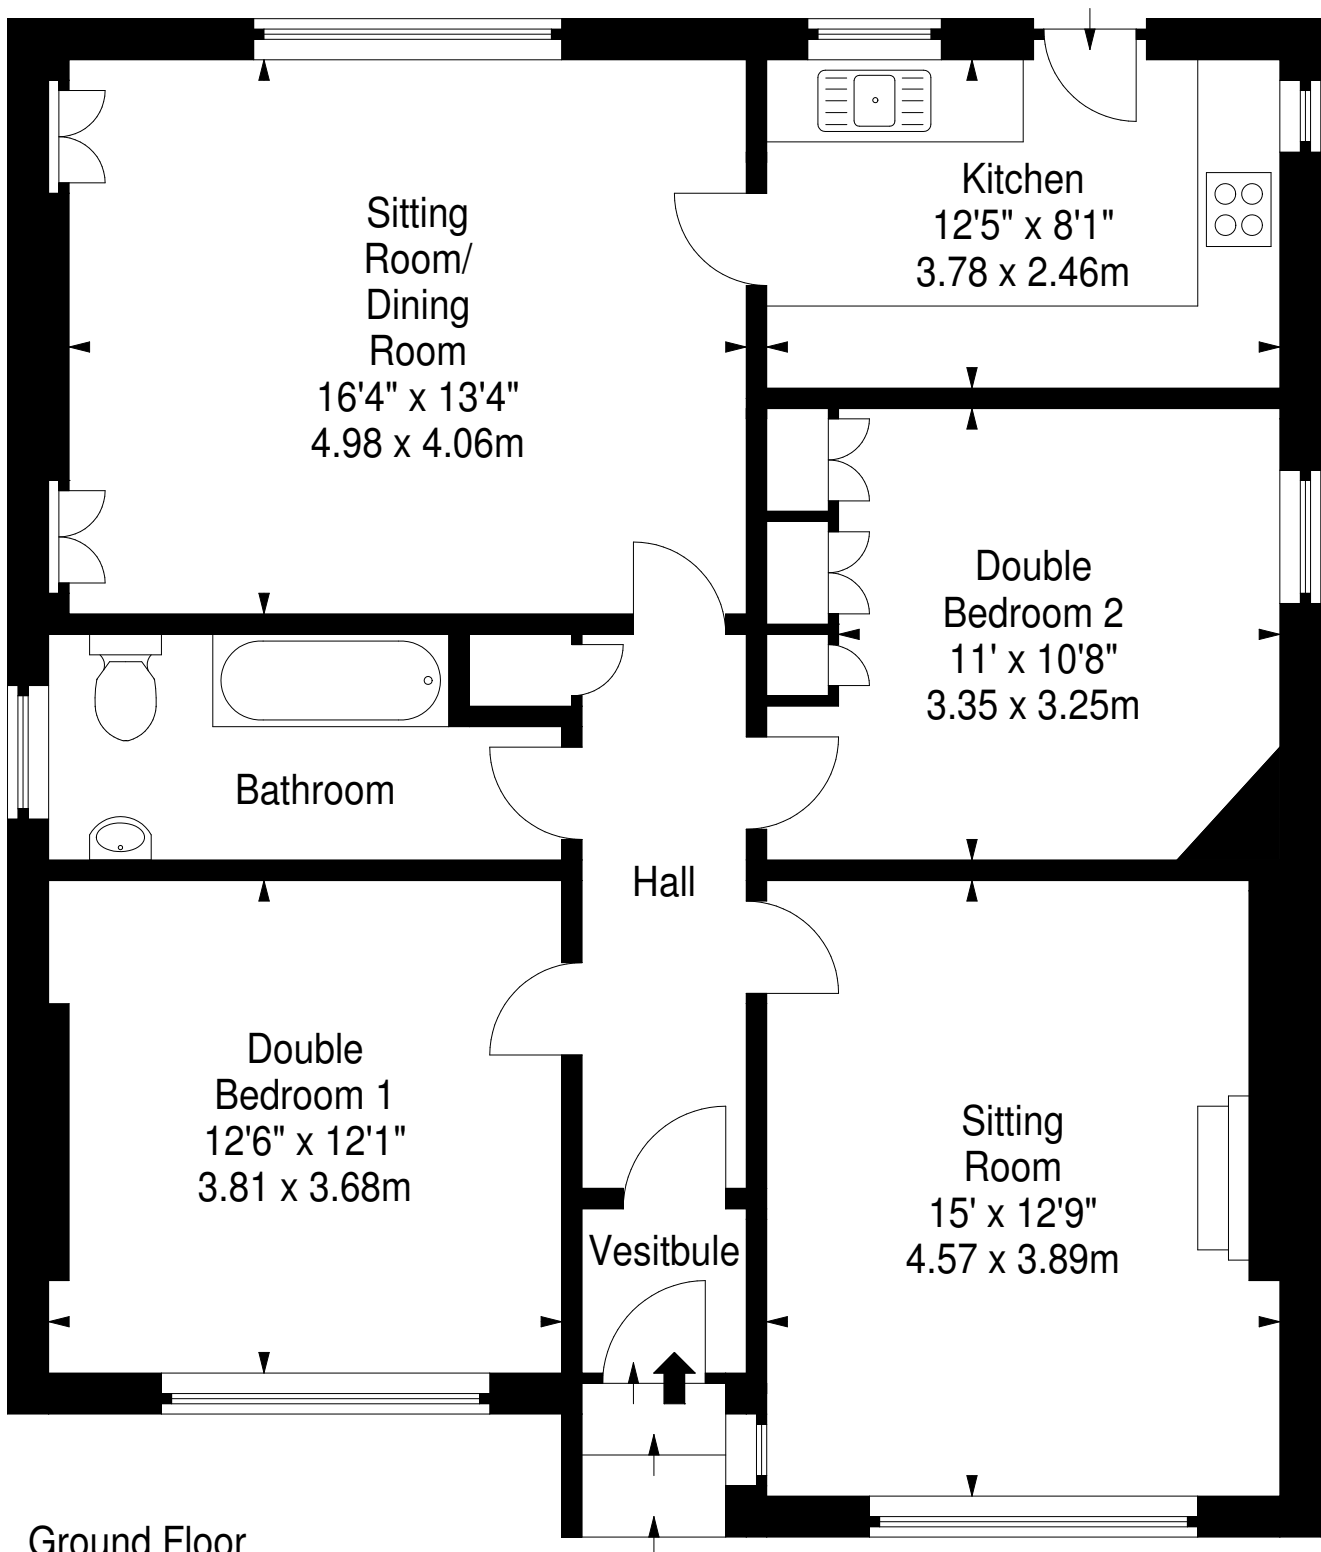 Sitting
Room/
Dining
Room
16'4" x 13'4"
4.98 x 4.06m
Kitchen
12'5" x 8'1"
3.78 x 2.46m
Double
Bedroom 2
11' x 10'8"
3.35 x 3.25m
Bathroom
Hall
Double
Bedroom 1
12'6" x 12'1"
3.81 x 3.68m
Sitting
Room
15' x 12'9"
4.57 x 3.89m
Vesitbule
Ground Floor